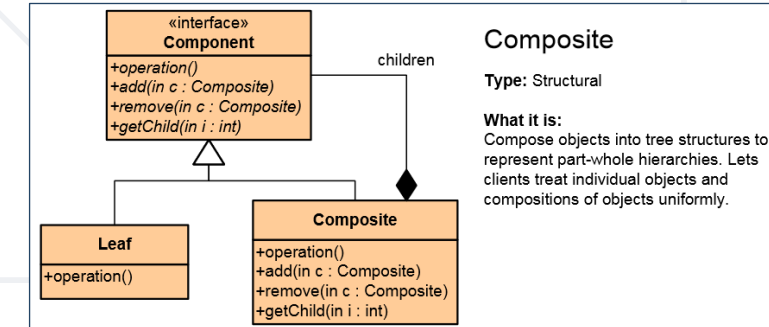 «interface»
Component
+operation()
+add(in c : Composite)
+remove(in c : Composite)
+getChild(in i : int)
children
Leaf
+operation()
Composite
+operation()
+add(in c : Composite)
+remove(in c : Composite)
+getChild(in i : int)
Composite
Type: Structural
What it is:
Compose objects into tree structures to
represent part-whole hierarchies. Lets
clients treat individual objects and
compositions of objects uniformly.